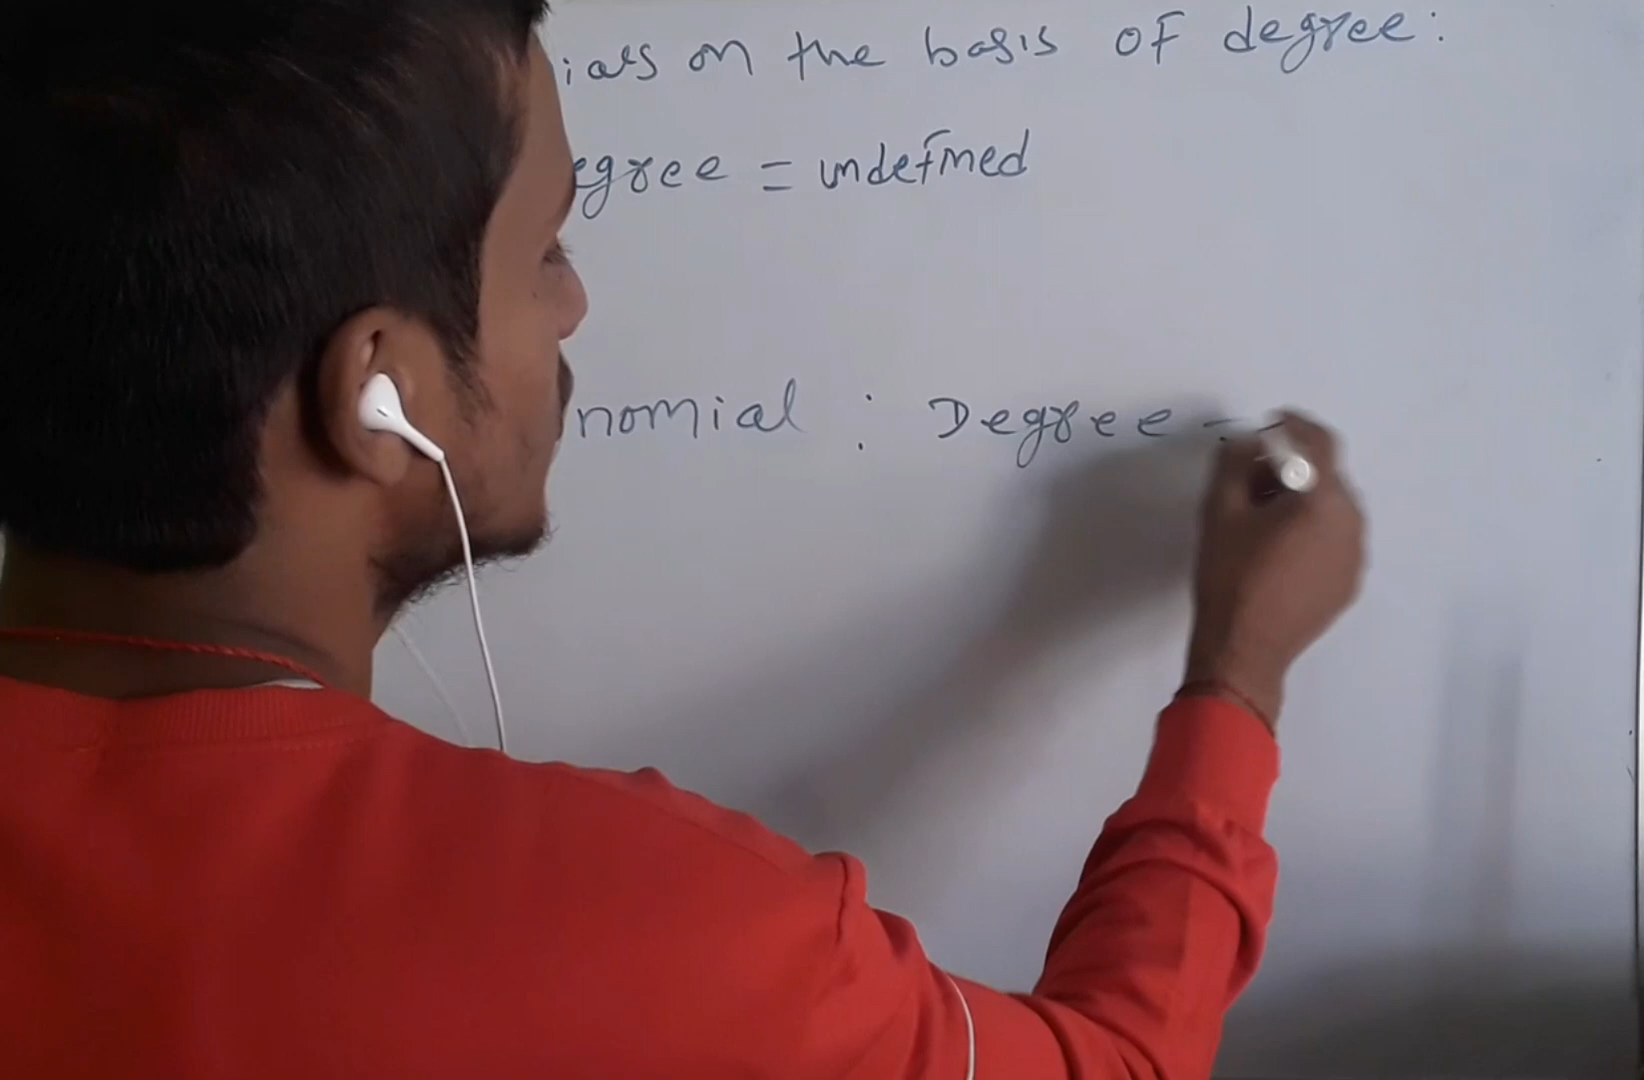 ials on the basis of degree:
egree = undefined
nomial : Degree =